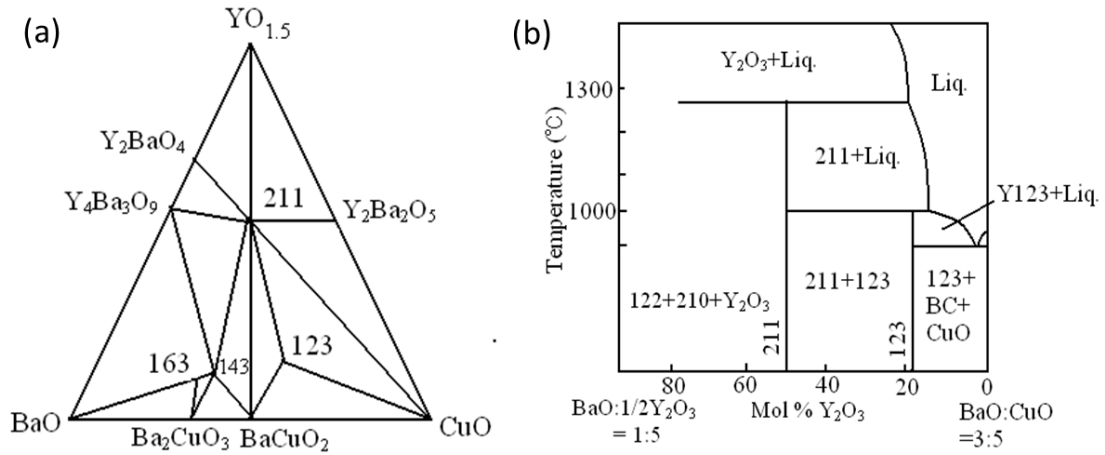 (a)
YO1.5
Y2BaO4
Y4Ba3O9
211
Y2Ba2O5
163
143
123
BaO
Ba2CuO3
BaCuO2
CuO
(b)
Temperature (℃)
1300
1000
Y2O3+Liq.
Liq.
211+Liq.
Y123+Liq.
122+210+Y2O3
211
211+123
123
123+
BC+
CuO
80
60
40
20
0
BaO:1/2Y2O3
= 1:5
Mol % Y2O3
BaO:CuO
=3:5